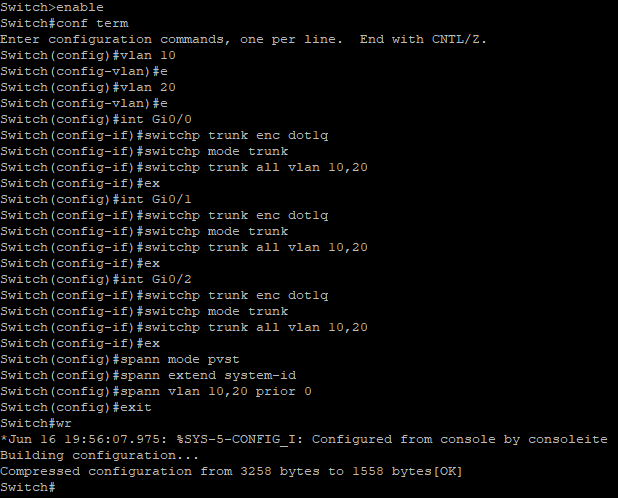 Switch>enable
Switch#conf term
Enter configuration commands, one per line.  End with CNTL/Z.
Switch(config)#vlan 10
Switch(config-vlan)#e
Switch(config)#vlan 20
Switch(config-vlan)#e
Switch(config)#int Gi0/0
Switch(config-if)#switchp trunk enc dot1q
Switch(config-if)#switchp mode trunk
Switch(config-if)#switchp trunk all vlan 10,20
Switch(config-if)#ex
Switch(config)#int Gi0/1
Switch(config-if)#switchp trunk enc dot1q
Switch(config-if)#switchp mode trunk
Switch(config-if)#switchp trunk all vlan 10,20
Switch(config-if)#ex
Switch(config)#int Gi0/2
Switch(config-if)#switchp trunk enc dot1q
Switch(config-if)#switchp mode trunk
Switch(config-if)#switchp trunk all vlan 10,20
Switch(config-if)#ex
Switch(config)#spann mode pvst
Switch(config)#spann extend system-id
Switch(config)#spann vlan 10,20 prior 0
Switch(config)#exit
Switch#wr
*Jun 16 19:56:07.975: %SYS-5-CONFIG_I: Configured from console by consoleite
Building configuration...
Compressed configuration from 3258 bytes to 1558 bytes[OK]
Switch#